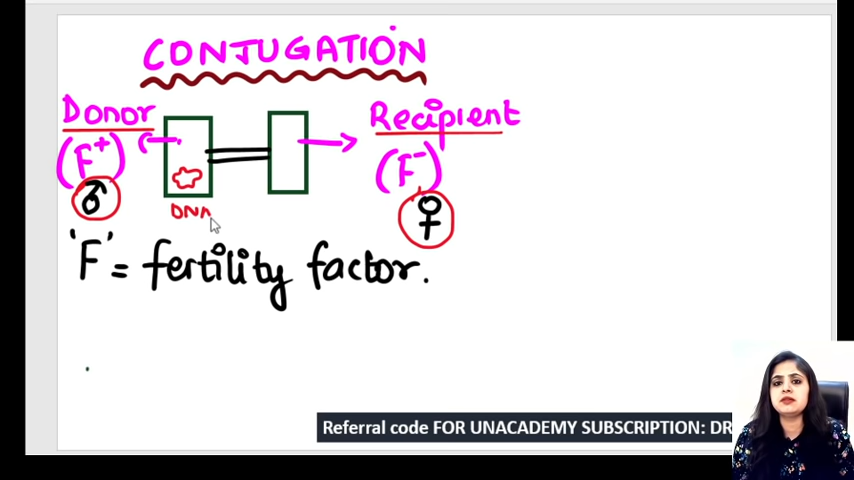 CONJUGATION
Donor
Recipient
(F+)
(F-)
♂
♀
DNA
'F' = fertility factor.
Referral code FOR UNACADEMY SUBSCRIPTION: DR